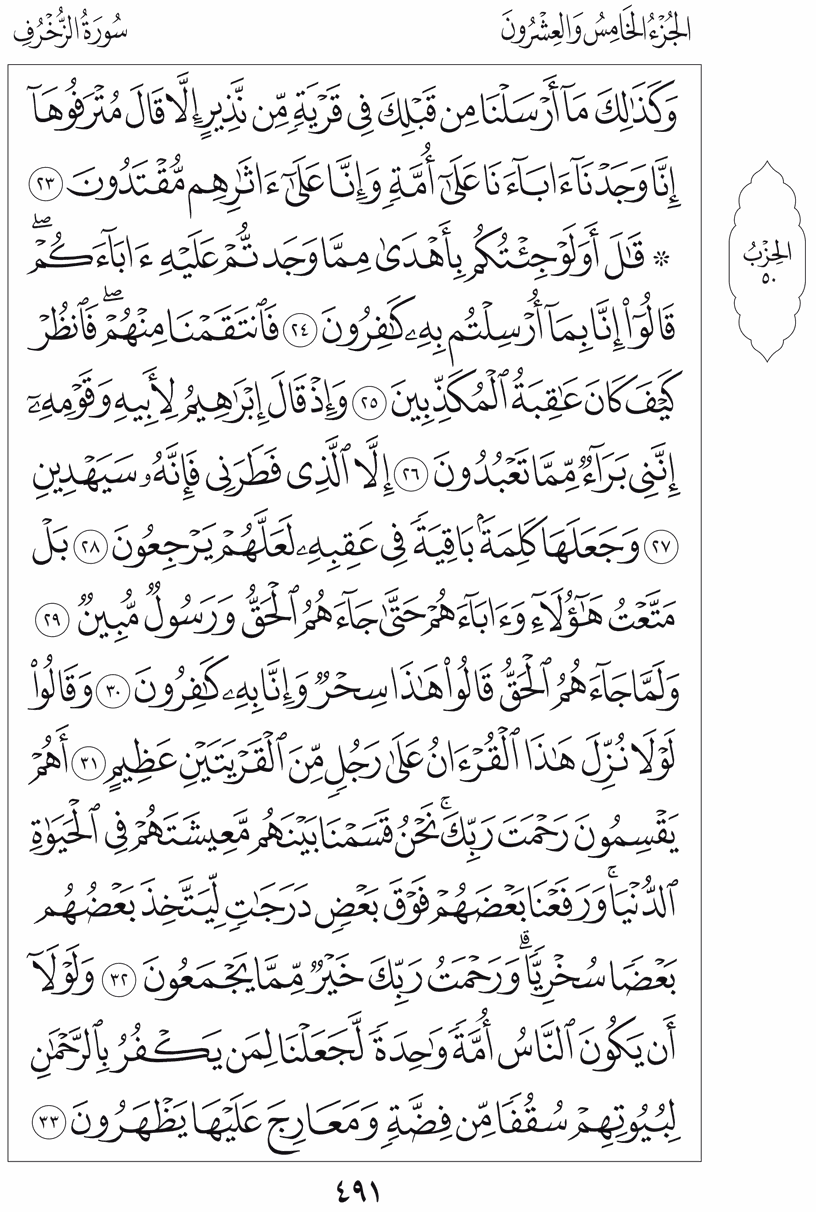 الجُزْءُ الخَامِسُ وَالعِشْرُونَ
سُورَةُ الزُّخْرُفِ
وَكَذَٰلِكَ مَآ أَرْسَلْنَا مِن قَبْلِكَ فِى قَرْيَةٍ مِّن نَّذِيرٍ إِلَّا قَالَ مُتْرَفُوهَآ
إِنَّا وَجَدْنَآ ءَابَآءَنَا عَلَىٰٓ أُمَّةٍ وَإِنَّا عَلَىٰٓ ءَاثَٰرِهِم مُّقْتَدُونَ ٢٣
۞ قَٰلَ أَوَلَوْ جِئْتُكُم بِأَهْدَىٰ مِمَّا وَجَدتُّمْ عَلَيْهِ ءَابَآءَكُمْ ۖ
قَالُوٓا۟ إِنَّا بِمَآ أُرْسِلْتُم بِهِۦ كَٰفِرُونَ ٢٤ فَٱنتَقَمْنَا مِنْهُمْ ۖ فَٱنظُرْ
كَيْفَ كَانَ عَٰقِبَةُ ٱلْمُكَذِّبِينَ ٢٥ وَإِذْ قَالَ إِبْرَٰهِيمُ لِأَبِيهِ وَقَوْمِهِۦٓ
إِنَّنِى بَرَآءٌ مِّمَّا تَعْبُدُونَ ٢٦ إِلَّا ٱلَّذِى فَطَرَنِى فَإِنَّهُۥ سَيَهْدِينِ
٢٧ وَجَعَلَهَا كَلِمَةًۢ بَاقِيَةً فِى عَقِبِهِۦ لَعَلَّهُمْ يَرْجِعُونَ ٢٨ بَلْ
مَتَّعْتُ هَٰٓؤُلَآءِ وَءَابَآءَهُمْ حَتَّىٰ جَآءَهُمُ ٱلْحَقُّ وَرَسُولٌ مُّبِينٌ ٢٩
وَلَمَّا جَآءَهُمُ ٱلْحَقُّ قَالُوا۟ هَٰذَا سِحْرٌ وَإِنَّا بِهِۦ كَٰفِرُونَ ٣٠ وَقَالُوا۟
لَوْلَا نُزِّلَ هَٰذَا ٱلْقُرْءَانُ عَلَىٰ رَجُلٍ مِّنَ ٱلْقَرْيَتَيْنِ عَظِيمٍ ٣١ أَهُمْ
يَقْسِمُونَ رَحْمَتَ رَبِّكَ ۚ نَحْنُ قَسَمْنَا بَيْنَهُم مَّعِيشَتَهُمْ فِى ٱلْحَيَوٰةِ
ٱلدُّنْيَا ۚ وَرَفَعْنَا بَعْضَهُمْ فَوْقَ بَعْضٍ دَرَجَٰتٍ لِّيَتَّخِذَ بَعْضُهُم
بَعْضًا سُخْرِيًّا ۗ وَرَحْمَتُ رَبِّكَ خَيْرٌ مِّمَّا يَجْمَعُونَ ٣٢ وَلَوْلَآ
أَن يَكُونَ ٱلنَّاسُ أُمَّةً وَٰحِدَةً لَّجَعَلْنَا لِمَن يَكْفُرُ بِٱلرَّحْمَٰنِ
لِبُيُوتِهِمْ سُقُفًا مِّن فِضَّةٍ وَمَعَارِجَ عَلَيْهَا يَظْهَرُونَ ٣٣
الحِزْبُ
٥٠
٤٩١